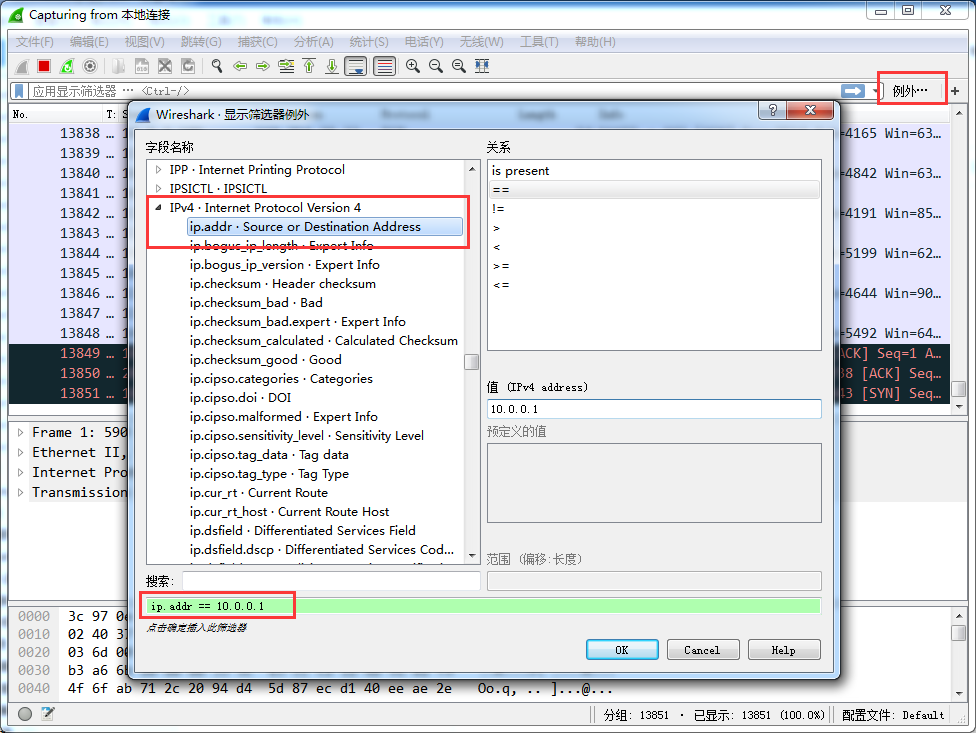 Capturing from 本地连接
文件(F) 编辑(E) 视图(V) 跳转(G) 捕获(C) 分析(A) 统计(S) 电话(Y) 无线(W) 工具(T) 帮助(H)
应用显示筛选器 … <Ctrl-/>
例外… +
No.
Wireshark · 显示筛选器例外
字段名称
IPP · Internet Printing Protocol
IPSICTL · IPSICTL
IPv4 · Internet Protocol Version 4
ip.addr · Source or Destination Address
ip.bogus_ip_length · Expert Info
ip.bogus_ip_version · Expert Info
ip.checksum · Header checksum
ip.checksum_bad · Bad
ip.checksum_bad.expert · Expert Info
ip.checksum_calculated · Calculated Checksum
ip.checksum_good · Good
ip.cipso.categories · Categories
ip.cipso.doi · DOI
ip.cipso.malformed · Expert Info
ip.cipso.sensitivity_level · Sensitivity Level
ip.cipso.tag_data · Tag data
ip.cipso.tag_type · Tag Type
ip.cur_rt · Current Route
ip.cur_rt_host · Current Route Host
ip.dsfield · Differentiated Services Field
ip.dsfield.dscp · Differentiated Services Cod...
搜索:
ip.addr == 10.0.0.1
点击确定插入此筛选器
关系
is present
==
!=
>
<
>=
<=
值 (IPv4 address)
10.0.0.1
预定义的值
范围 (偏移:长度)
OK
Cancel
Help
13838 …
13839 …
13840 …
13841 …
13842 …
13843 …
13844 …
13845 …
13846 …
13847 …
13848 …
13849 …
13850 …
13851 …
=4165 Win=63…
=4842 Win=63…
=4191 Win=85…
=5199 Win=62…
=4644 Win=90…
=5492 Win=64…
ACK] Seq=1 A…
38 [ACK] Seq…
43 [SYN] Seq…
Frame 1: 590
Ethernet II,
Internet Pro
Transmission
0000 3c 97
0010 02 40
0020 03 6d
0030 b3 a6
0040 4f 6f ab 71 2c 20 94 d4 5d 87 ec d1 40 ee ae 2e Oo.q, .. ]...@...
分组: 13851 · 已显示: 13851 (100.0%)
配置文件: Default